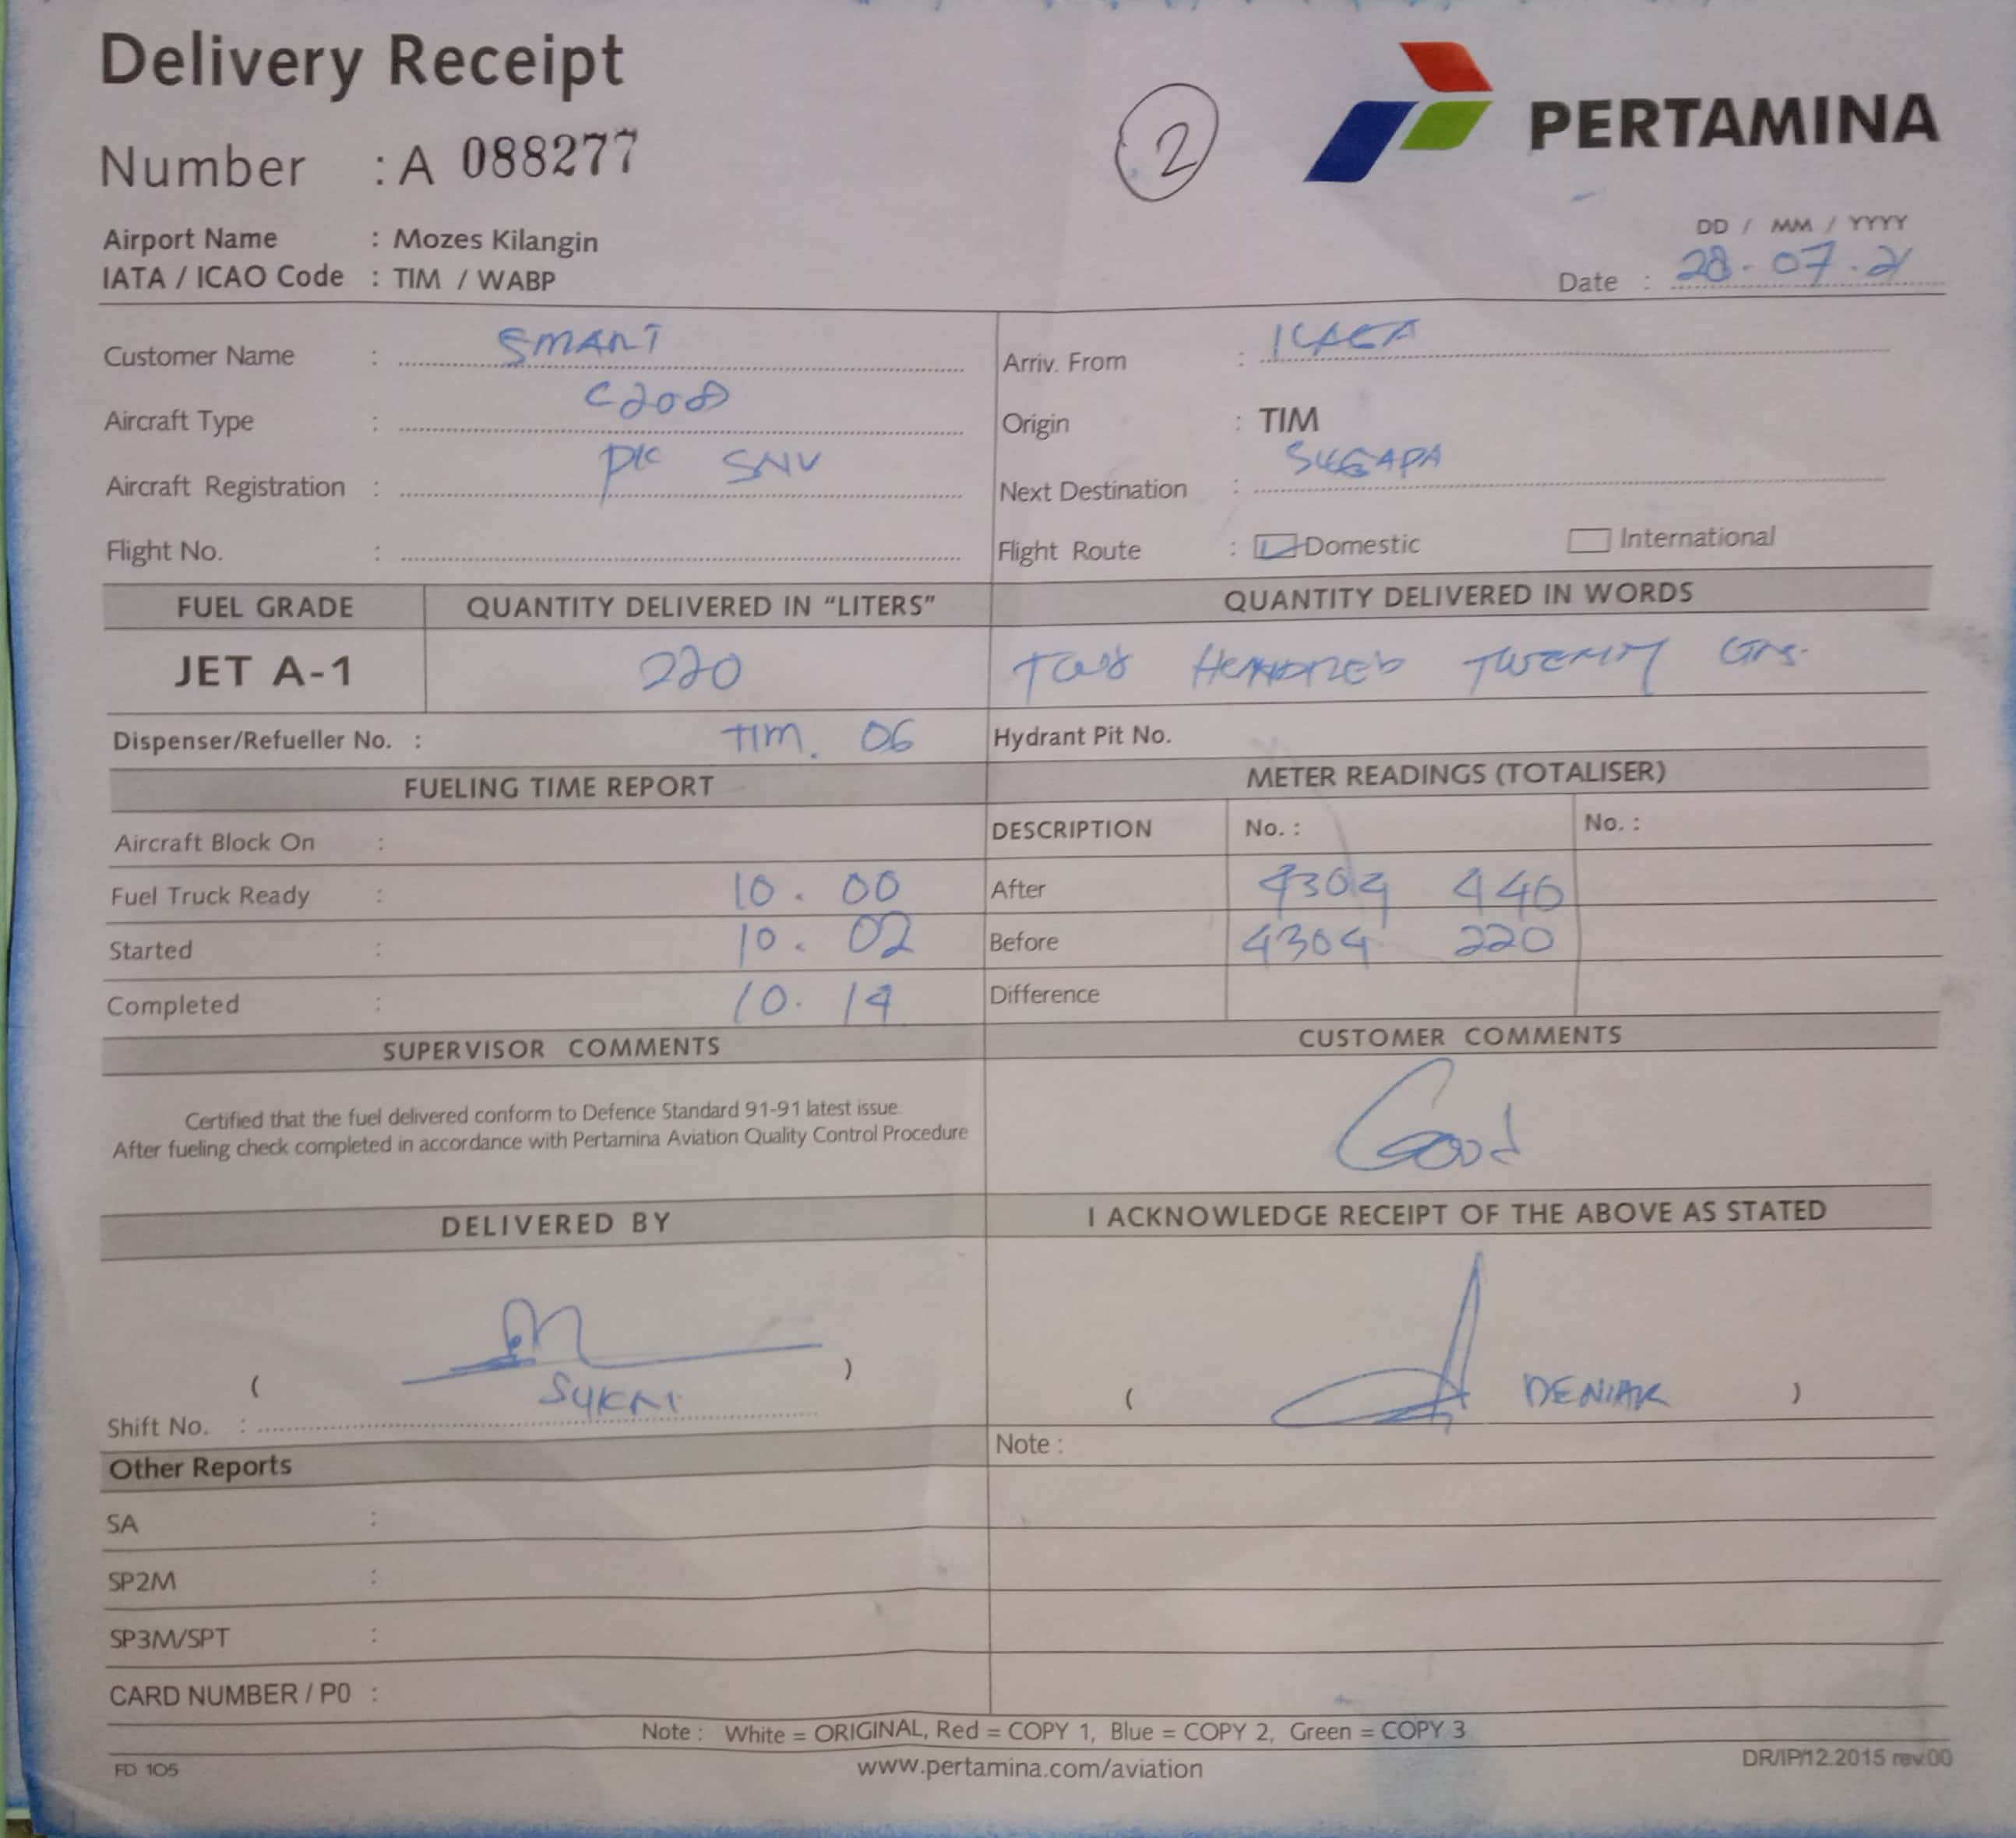 Delivery Receipt
2
PERTAMINA
Number : A 088277
Airport Name : Mozes Kilangin
IATA / ICAO Code : TIM / WABP
DD / MM / YYYY
Date : 28.07.21
Customer Name : SMART
Arriv. From :
Aircraft Type : C208
Origin : TIM
Aircraft Registration : PK SNV
Next Destination : SUGAPA
Flight No. :
Flight Route : Domestic International
FUEL GRADE QUANTITY DELIVERED IN “LITERS” QUANTITY DELIVERED IN WORDS
JET A-1 220 TWO HUNDRED TWENTY
Dispenser/Refueller No. : TIM. 06 Hydrant Pit No.
FUELING TIME REPORT METER READINGS (TOTALISER)
Aircraft Block On : DESCRIPTION No. : No. :
Fuel Truck Ready : 10. 00 After 4304 440
Started : 10. 02 Before 4304 220
Completed : 10. 14 Difference
SUPERVISOR COMMENTS CUSTOMER COMMENTS
Certified that the fuel delivered conform to Defence Standard 91-91 latest issue.
After fueling check completed in accordance with Pertamina Aviation Quality Control Procedure
Good
DELIVERED BY I ACKNOWLEDGE RECEIPT OF THE ABOVE AS STATED
( )
( )
Shift No. :
Note :
Other Reports
SA :
SP2M :
SP3M/SPT :
CARD NUMBER / P0 :
Note : White = ORIGINAL, Red = COPY 1, Blue = COPY 2, Green = COPY 3
FD 105 www.pertamina.com/aviation DR/IP/12.2015 rev.00